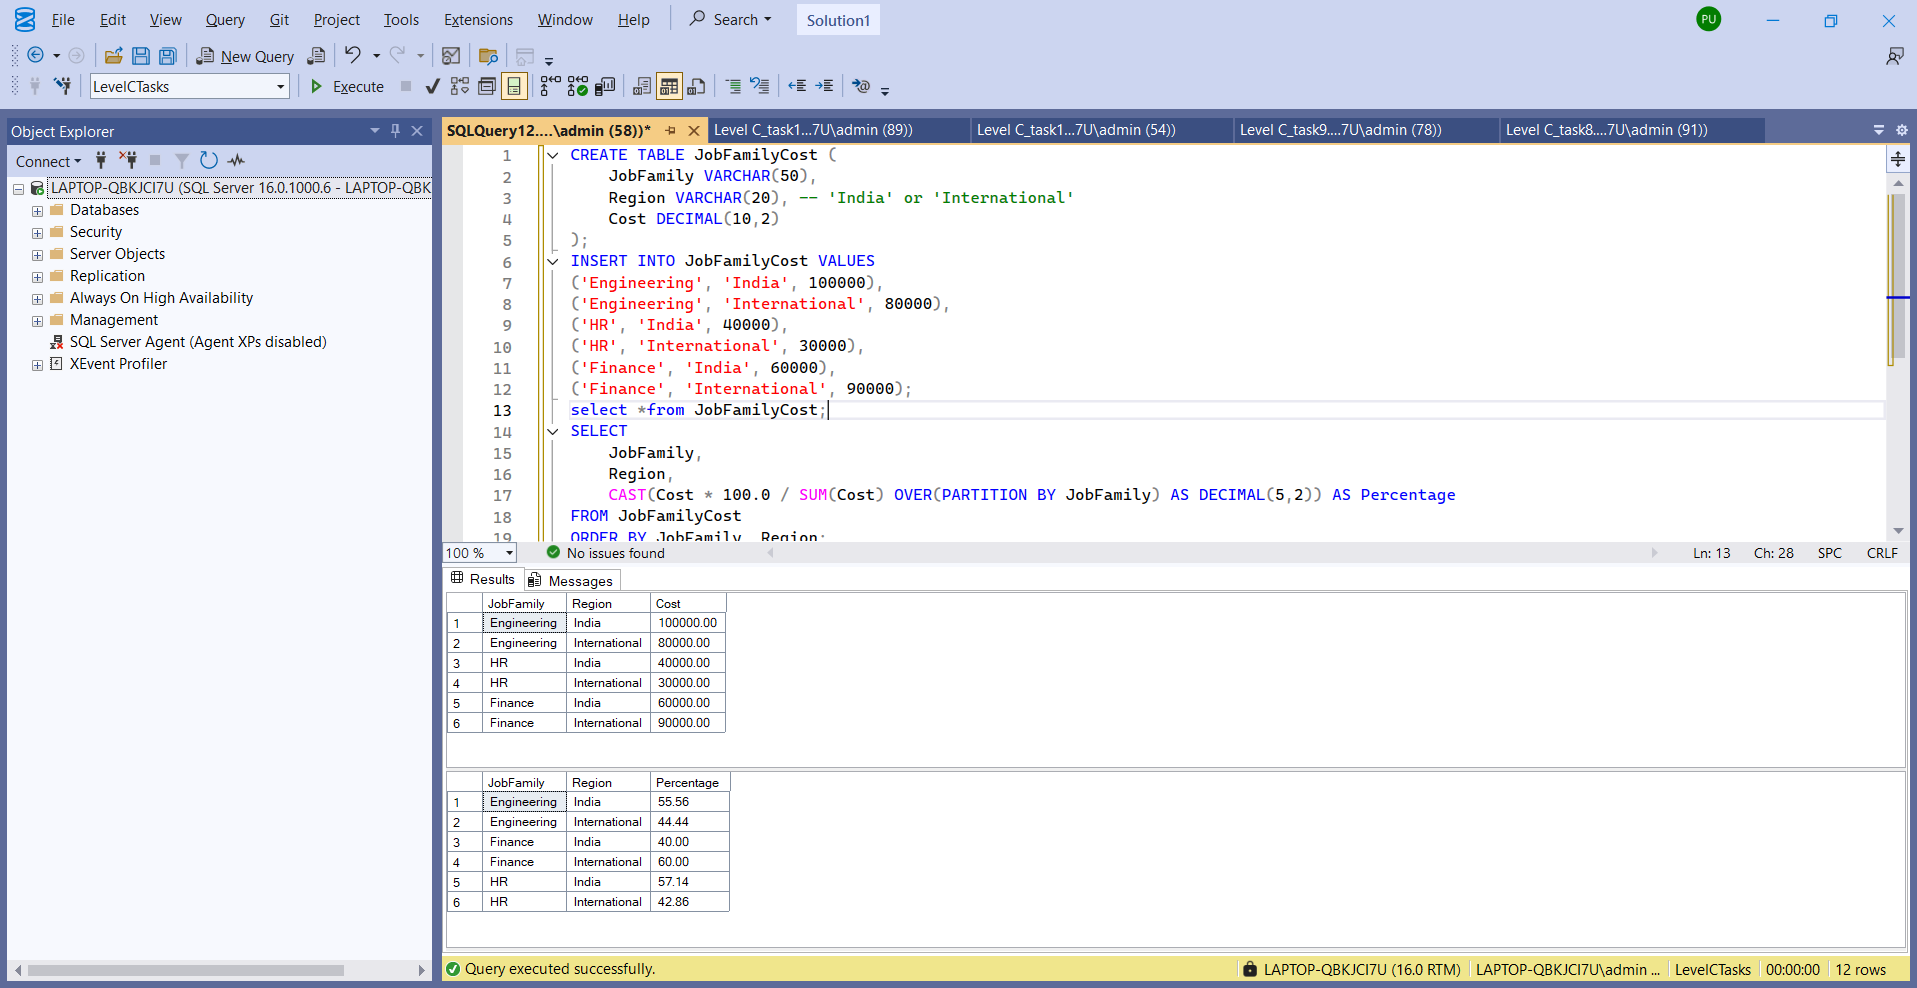 File Edit View Query Git Project Tools Extensions Window Help Search Solution1 PU
New Query
LevelCTasks Execute
Object Explorer
Connect
LAPTOP-QBKJCI7U (SQL Server 16.0.1000.6 - LAPTOP-QBK
Databases
Security
Server Objects
Replication
Always On High Availability
Management
SQL Server Agent (Agent XPs disabled)
XEvent Profiler
SQLQuery12....\admin (58))* Level C_task1...7U\admin (89)) Level C_task1...7U\admin (54)) Level C_task9....7U\admin (78)) Level C_task8....7U\admin (91))
1 CREATE TABLE JobFamilyCost (
2 JobFamily VARCHAR(50),
3 Region VARCHAR(20), -- 'India' or 'International'
4 Cost DECIMAL(10,2)
5 );
6 INSERT INTO JobFamilyCost VALUES
7 ('Engineering', 'India', 100000),
8 ('Engineering', 'International', 80000),
9 ('HR', 'India', 40000),
10 ('HR', 'International', 30000),
11 ('Finance', 'India', 60000),
12 ('Finance', 'International', 90000);
13 select *from JobFamilyCost;
14 SELECT
15 JobFamily,
16 Region,
17 CAST(Cost * 100.0 / SUM(Cost) OVER(PARTITION BY JobFamily) AS DECIMAL(5,2)) AS Percentage
18 FROM JobFamilyCost
19 ORDER BY JobFamily, Region;
100 % No issues found Ln: 13 Ch: 28 SPC CRLF
Results Messages
JobFamily Region Cost
1 Engineering India 100000.00
2 Engineering International 80000.00
3 HR India 40000.00
4 HR International 30000.00
5 Finance India 60000.00
6 Finance International 90000.00
JobFamily Region Percentage
1 Engineering India 55.56
2 Engineering International 44.44
3 Finance India 40.00
4 Finance International 60.00
5 HR India 57.14
6 HR International 42.86
Query executed successfully. LAPTOP-QBKJCI7U (16.0 RTM) LAPTOP-QBKJCI7U\admin ... LevelCTasks 00:00:00 12 rows